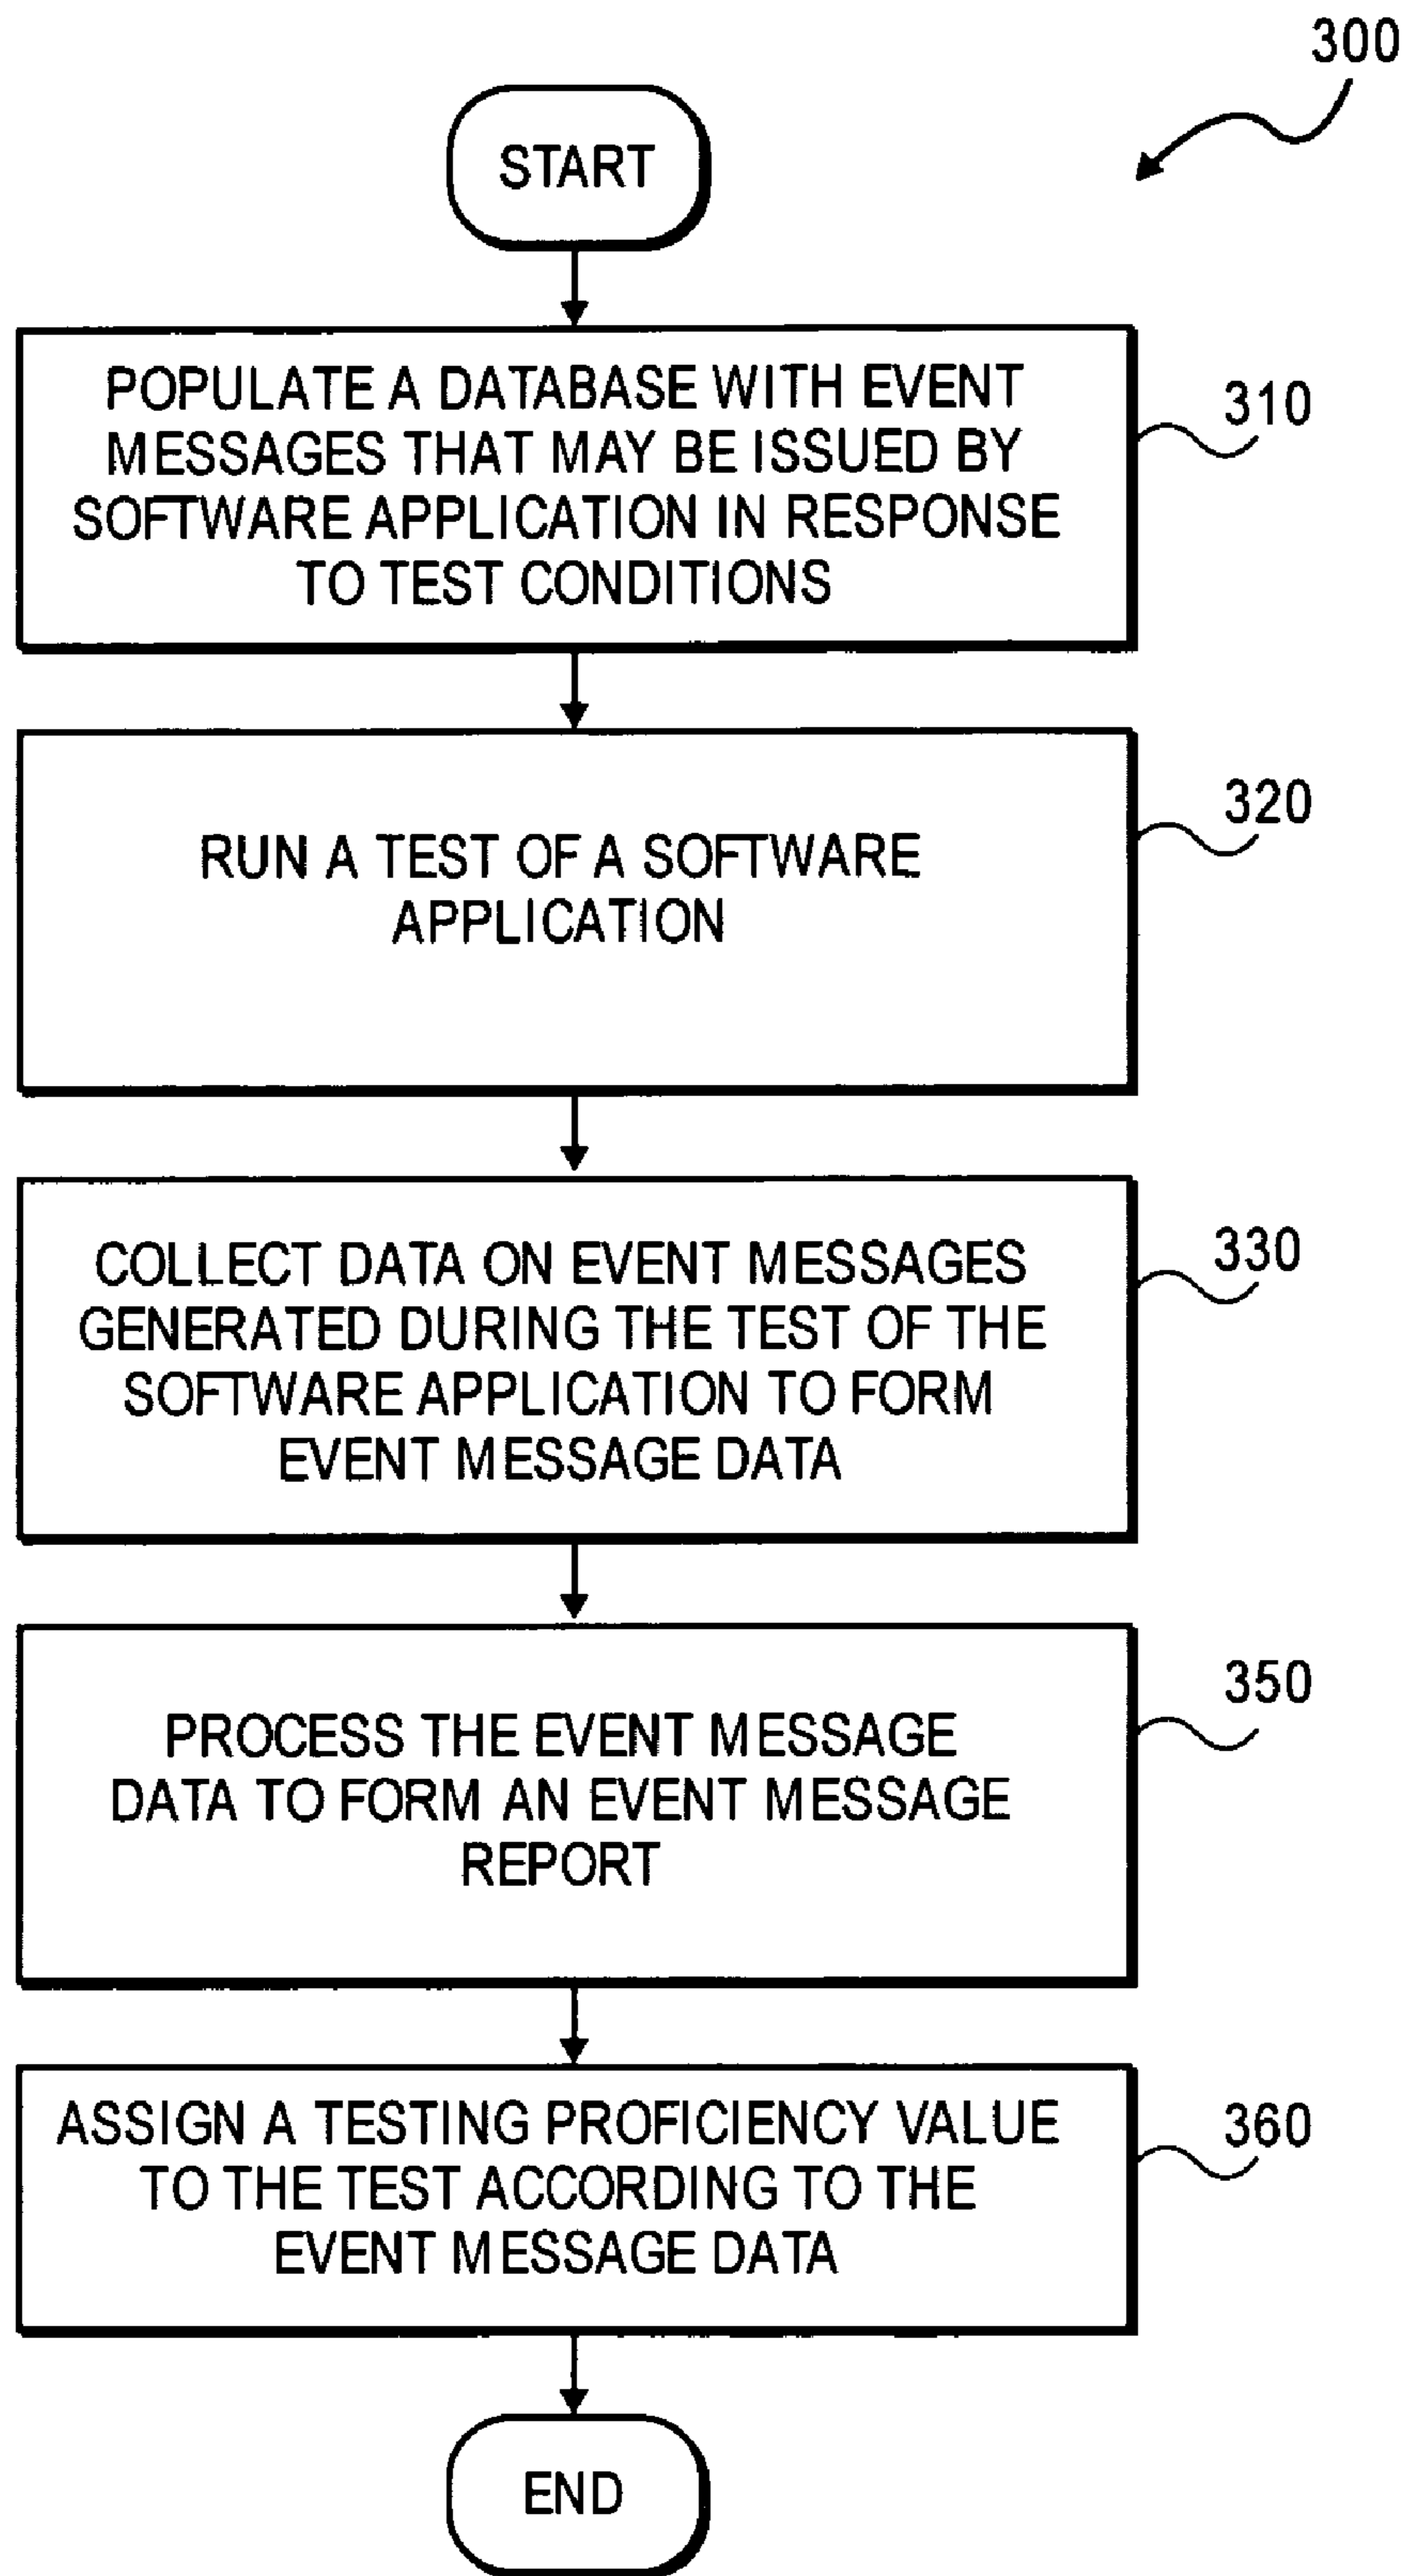 300
START
POPULATE A DATABASE WITH EVENT
MESSAGES THAT MAY BE ISSUED BY
SOFTWARE APPLICATION IN RESPONSE
TO TEST CONDITIONS
310
RUN A TEST OF A SOFTWARE
APPLICATION
320
COLLECT DATA ON EVENT MESSAGES
GENERATED DURING THE TEST OF THE
SOFTWARE APPLICATION TO FORM
EVENT MESSAGE DATA
330
PROCESS THE EVENT MESSAGE
DATA TO FORM AN EVENT MESSAGE
REPORT
350
ASSIGN A TESTING PROFICIENCY VALUE
TO THE TEST ACCORDING TO THE
EVENT MESSAGE DATA
360
END